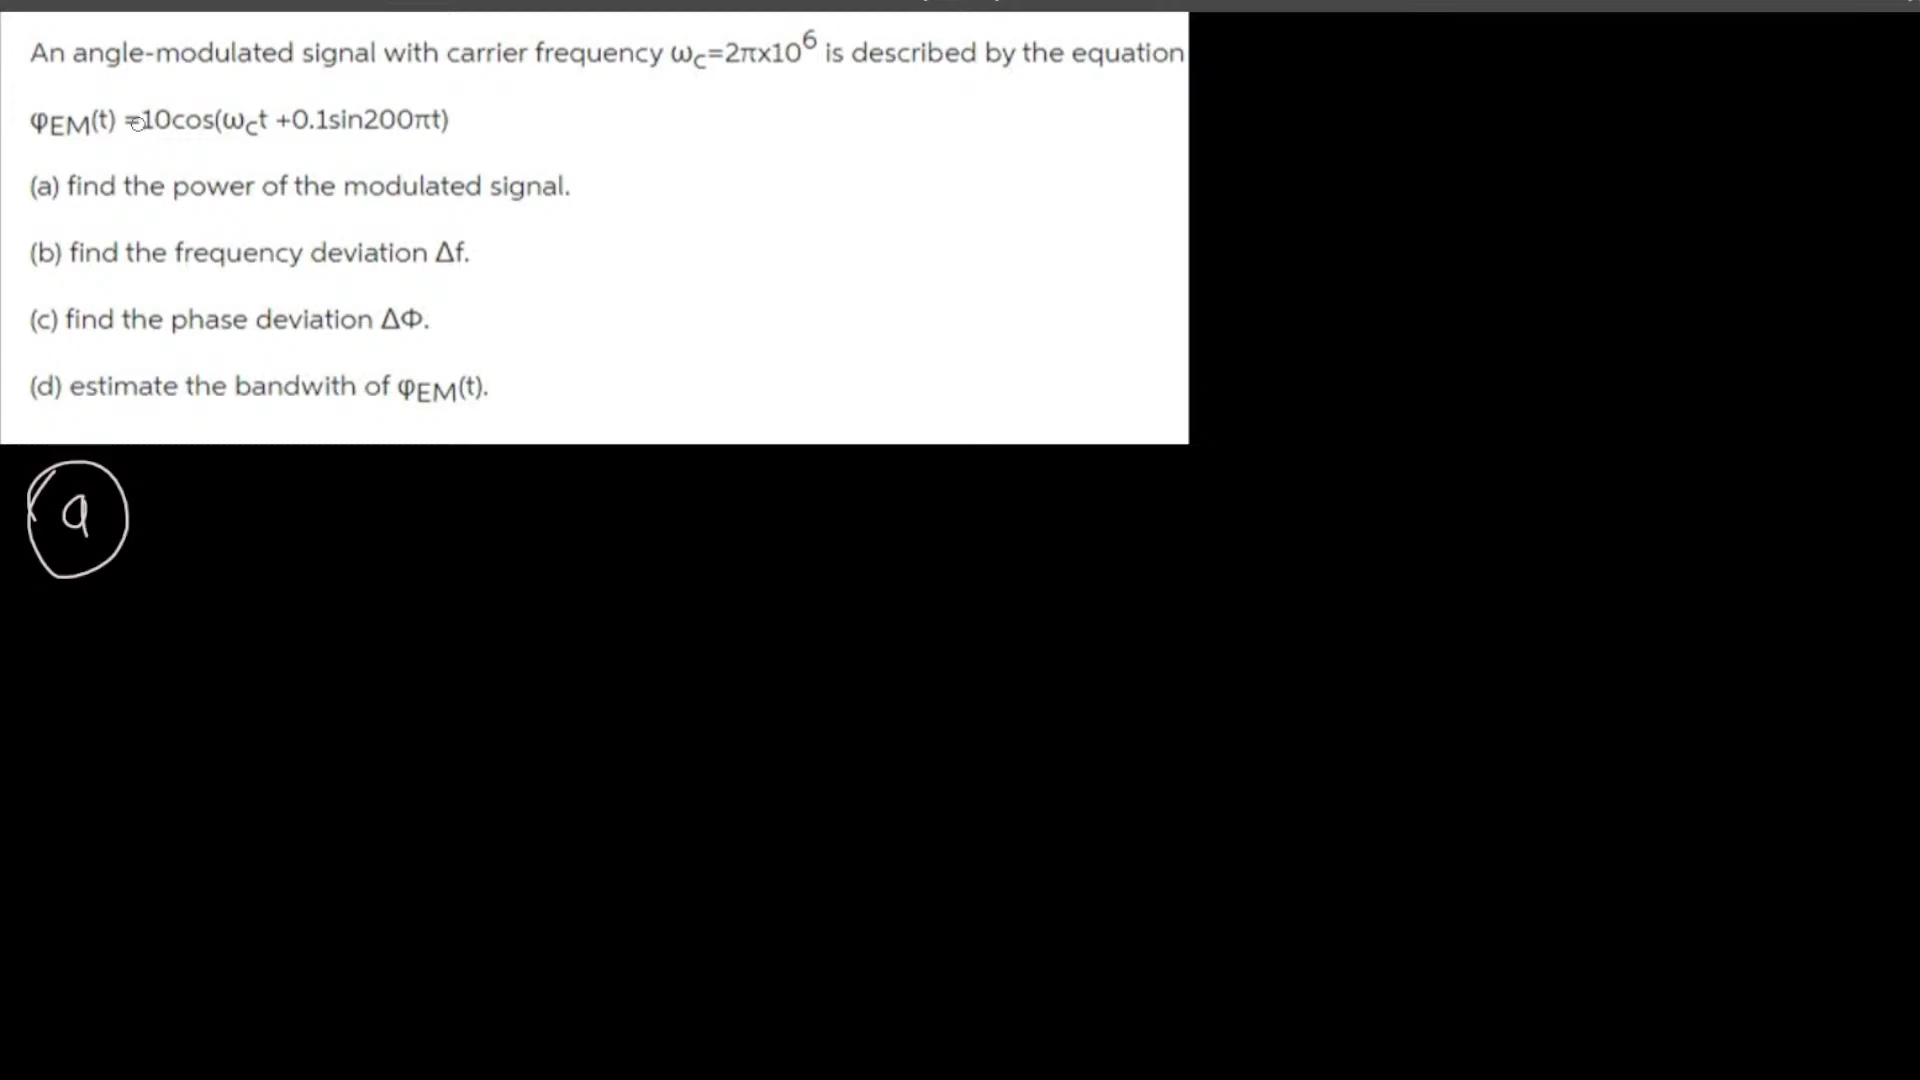 An angle-modulated signal with carrier frequency ωc=2πx10⁶ is described by the equation
φEM(t) =10cos(ωct +0.1sin200πt)
(a) find the power of the modulated signal.
(b) find the frequency deviation Δf.
(c) find the phase deviation ΔΦ.
(d) estimate the bandwith of φEM(t).
a